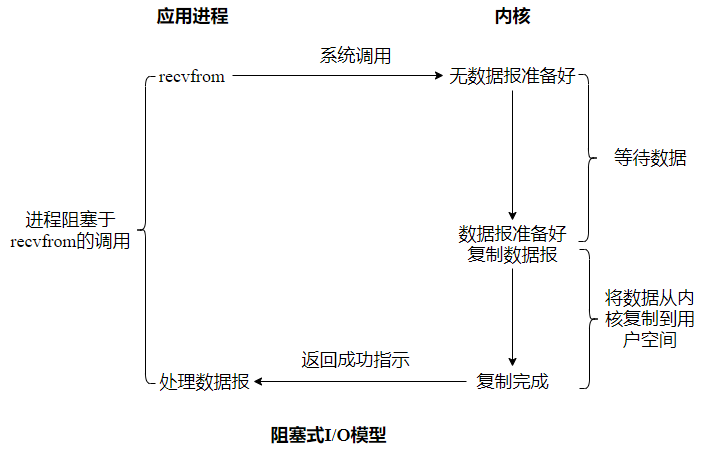 应用进程
内核
系统调用
recvfrom
无数据报准备好
等待数据
进程阻塞于
recvfrom的调用
数据报准备好
复制数据报
将数据从内
核复制到用
户空间
返回成功指示
处理数据报
复制完成
阻塞式I/O模型